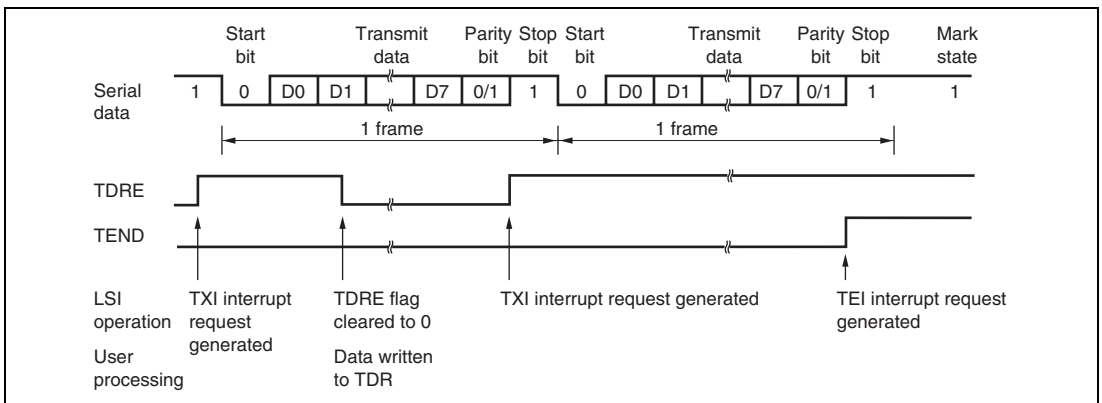 Start bit Transmit data Parity bit Stop bit Start bit Transmit data Parity bit Stop bit Mark state
Serial data 1 0 D0 D1 D7 0/1 1 0 D0 D1 D7 0/1 1 1
1 frame 1 frame
TDRE
TEND
LSI operation
TXI interrupt request generated
TDRE flag cleared to 0
TXI interrupt request generated
TEI interrupt request generated
User processing
Data written to TDR